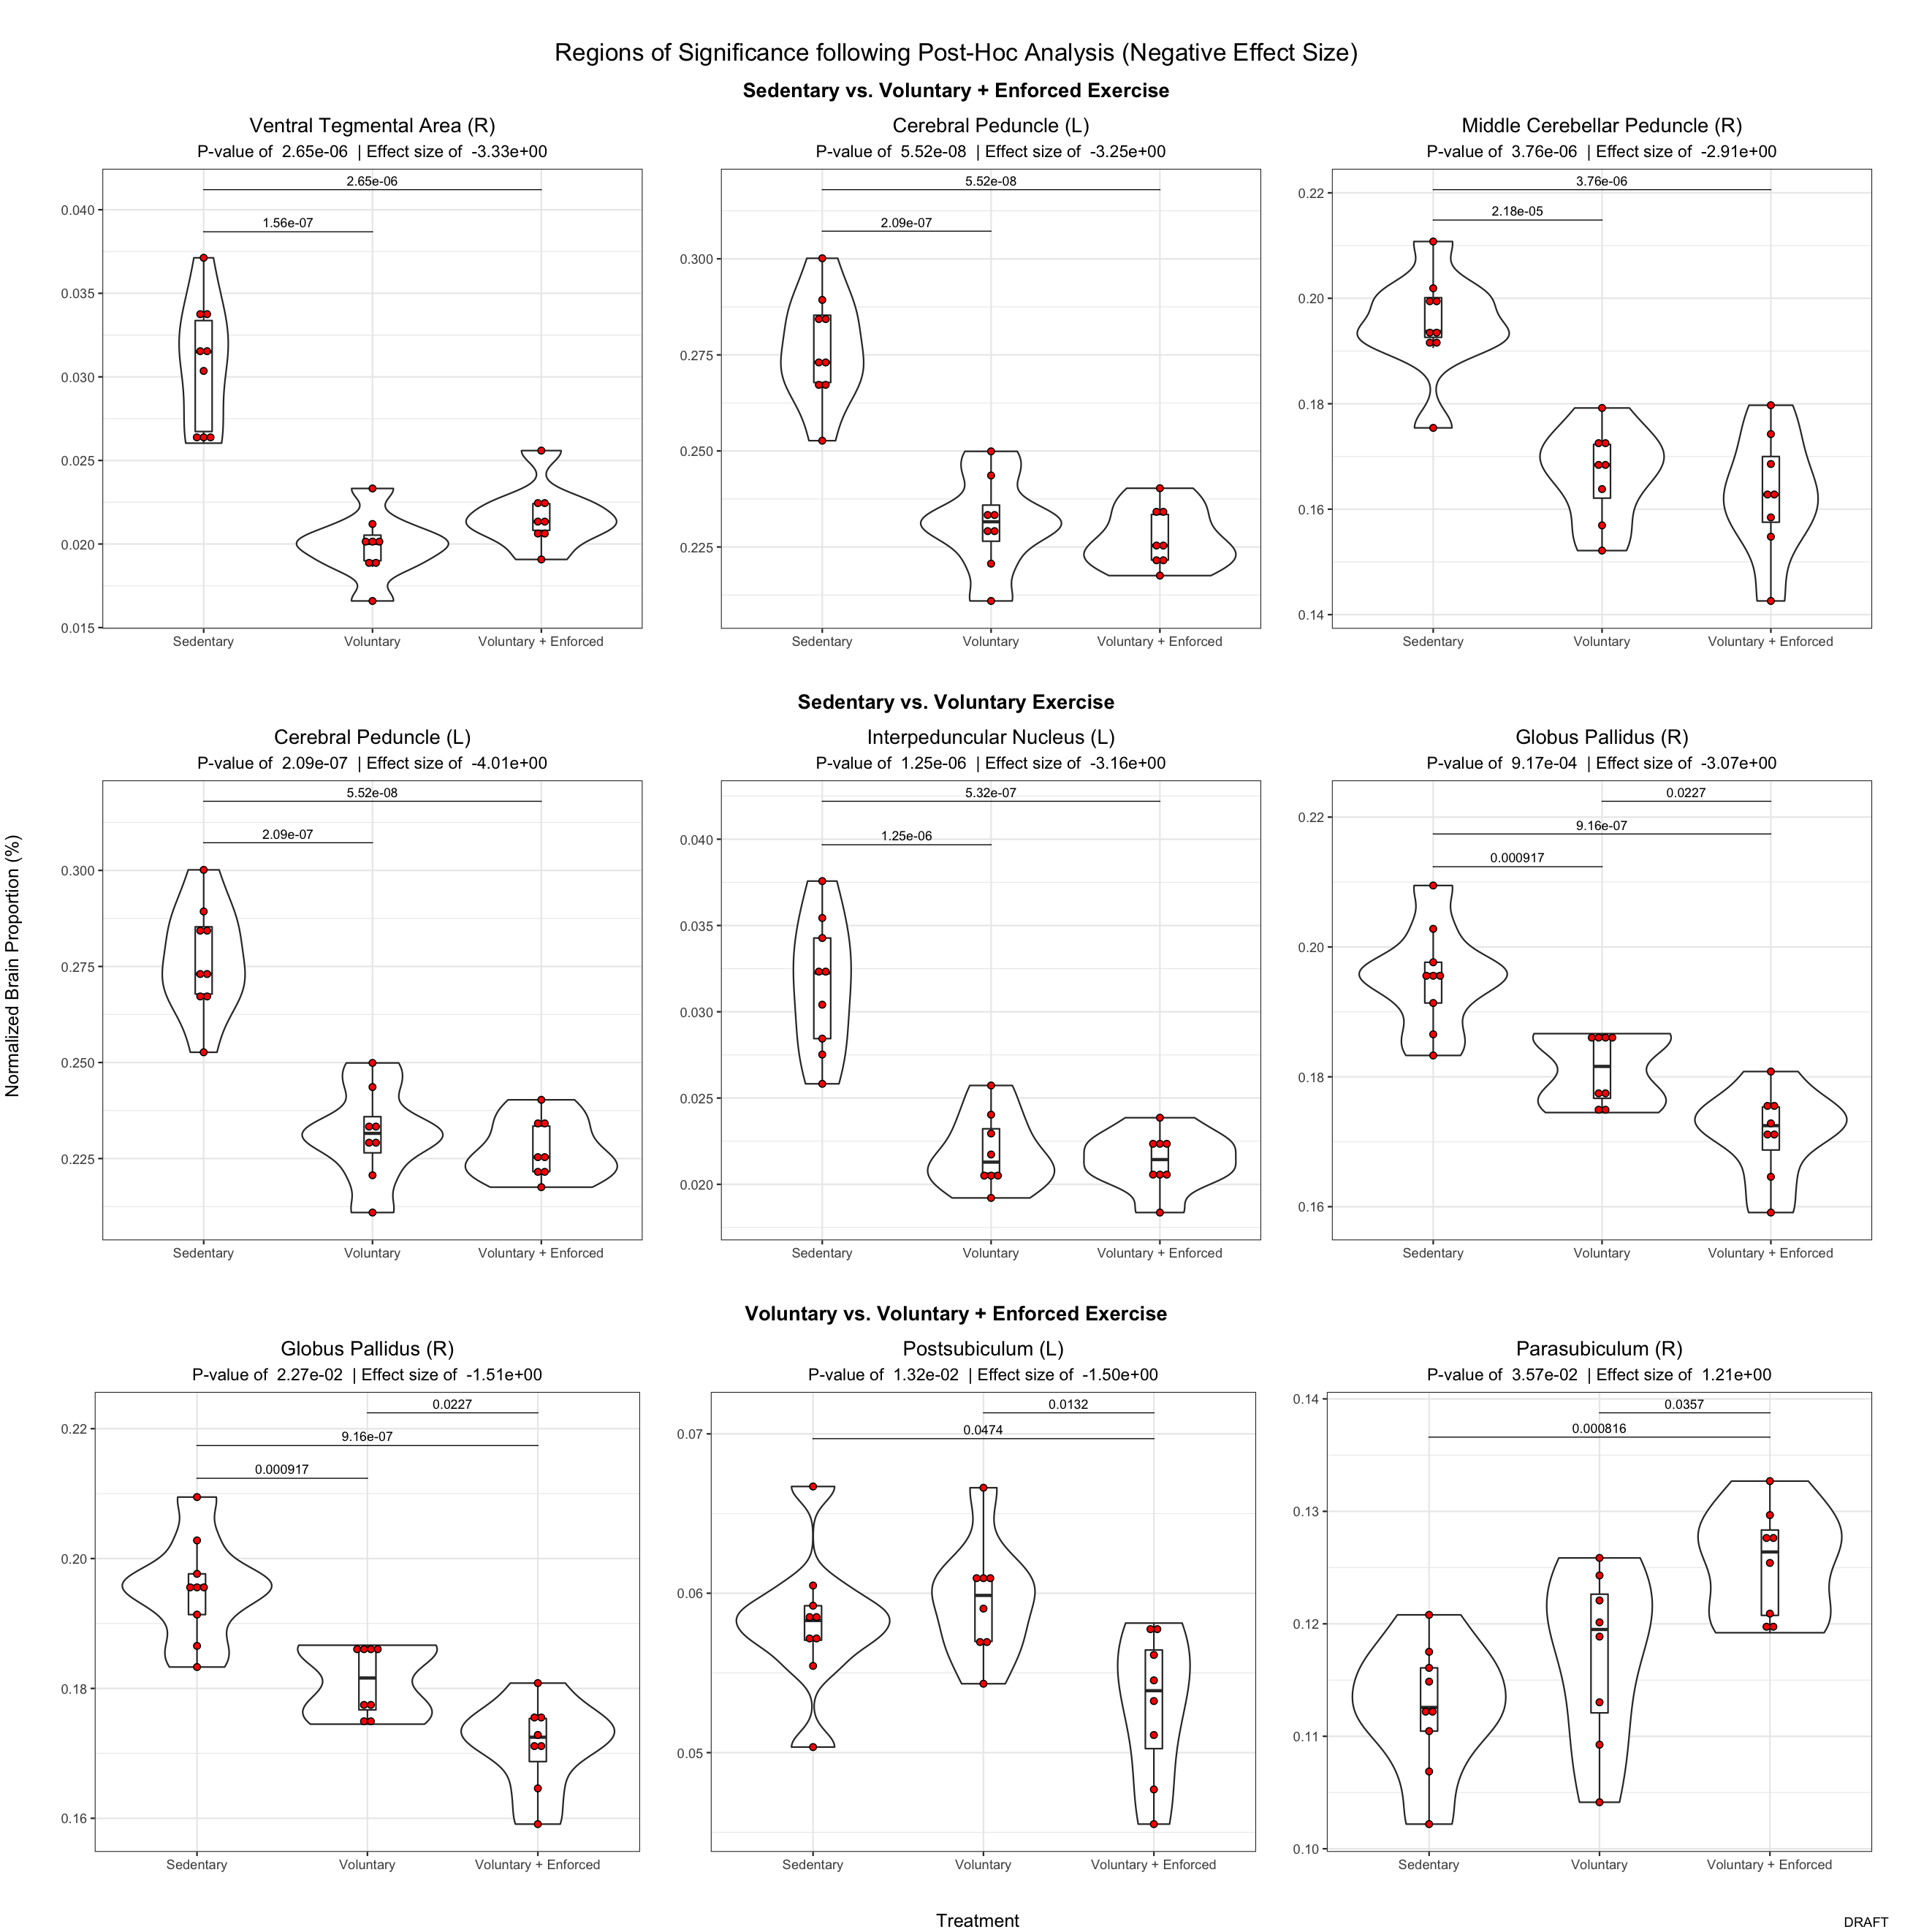 Regions of Significance following Post-Hoc Analysis (Negative Effect Size)
Sedentary vs. Voluntary + Enforced Exercise
Ventral Tegmental Area (R)
P-value of 2.65e-06 | Effect size of -3.33e+00
2.65e-06
1.56e-07
0.040
0.035
0.030
0.025
0.020
0.015
Sedentary Voluntary Voluntary + Enforced
Cerebral Peduncle (L)
P-value of 5.52e-08 | Effect size of -3.25e+00
5.52e-08
2.09e-07
0.300
0.275
0.250
0.225
Sedentary Voluntary Voluntary + Enforced
Middle Cerebellar Peduncle (R)
P-value of 3.76e-06 | Effect size of -2.91e+00
3.76e-06
2.18e-05
0.22
0.20
0.18
0.16
0.14
Sedentary Voluntary Voluntary + Enforced
Normalized Brain Proportion (%)
Sedentary vs. Voluntary Exercise
Cerebral Peduncle (L)
P-value of 2.09e-07 | Effect size of -4.01e+00
5.52e-08
2.09e-07
0.300
0.275
0.250
0.225
Sedentary Voluntary Voluntary + Enforced
Interpeduncular Nucleus (L)
P-value of 1.25e-06 | Effect size of -3.16e+00
5.32e-07
1.25e-06
0.040
0.035
0.030
0.025
0.020
Sedentary Voluntary Voluntary + Enforced
Globus Pallidus (R)
P-value of 9.17e-04 | Effect size of -3.07e+00
0.0227
9.16e-07
0.000917
0.22
0.20
0.18
0.16
Sedentary Voluntary Voluntary + Enforced
Voluntary vs. Voluntary + Enforced Exercise
Globus Pallidus (R)
P-value of 2.27e-02 | Effect size of -1.51e+00
0.0227
9.16e-07
0.000917
0.22
0.20
0.18
0.16
Sedentary Voluntary Voluntary + Enforced
Postsubiculum (L)
P-value of 1.32e-02 | Effect size of -1.50e+00
0.0132
0.0474
0.07
0.06
0.05
Sedentary Voluntary Voluntary + Enforced
Parasubiculum (R)
P-value of 3.57e-02 | Effect size of 1.21e+00
0.0357
0.000816
0.14
0.13
0.12
0.11
0.10
Sedentary Voluntary Voluntary + Enforced
Treatment
DRAFT